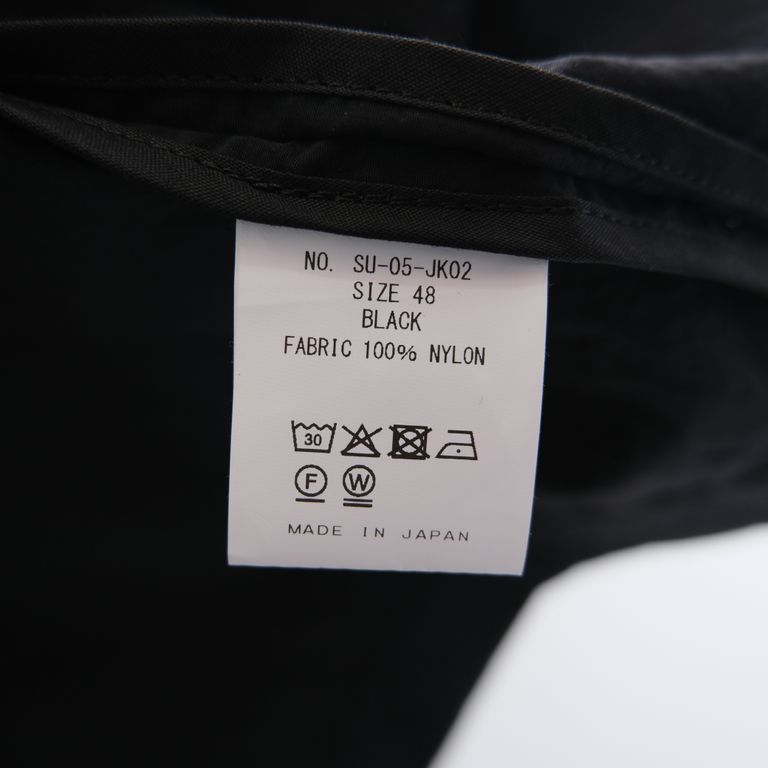 NO. SU-05-JK02
SIZE 48
BLACK
FABRIC 100% NYLON
30
F W
MADE IN JAPAN